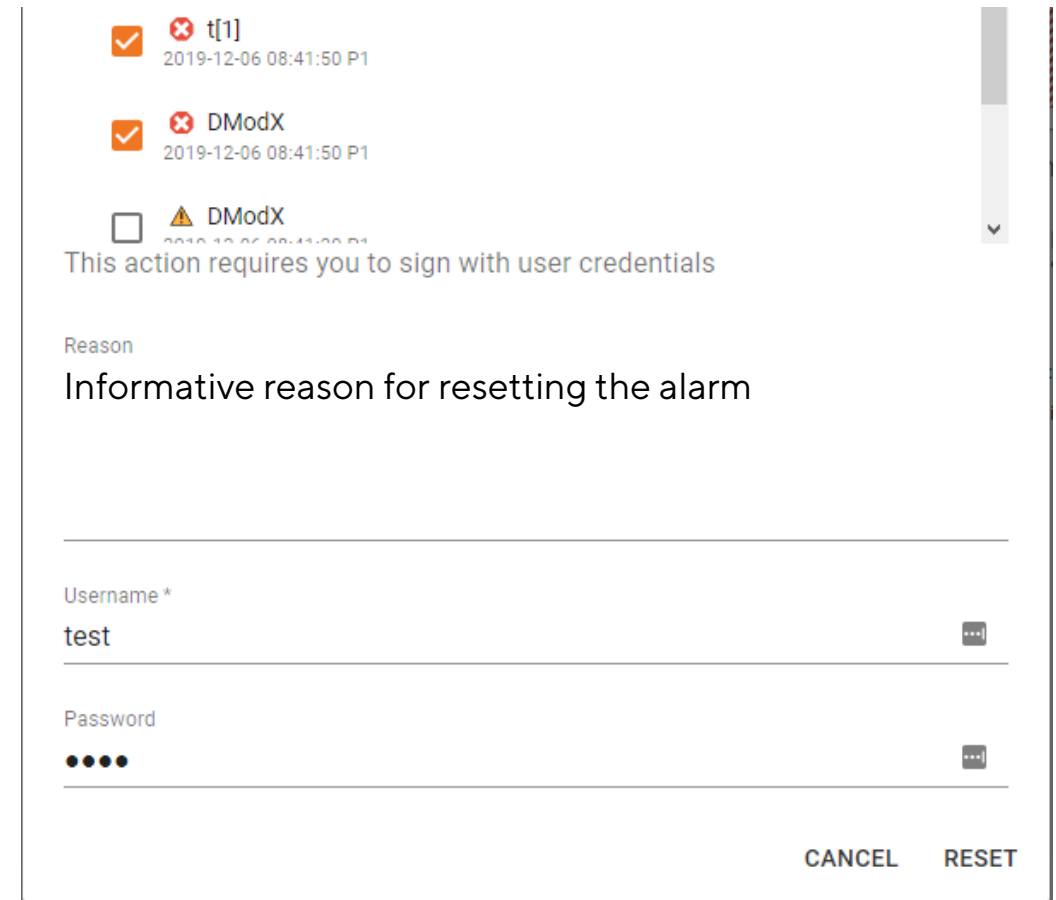 t[1]
2019-12-06 08:41:50 P1
DModX
2019-12-06 08:41:50 P1
DModX
This action requires you to sign with user credentials
Reason
Informative reason for resetting the alarm
Username *
test
Password
CANCEL RESET